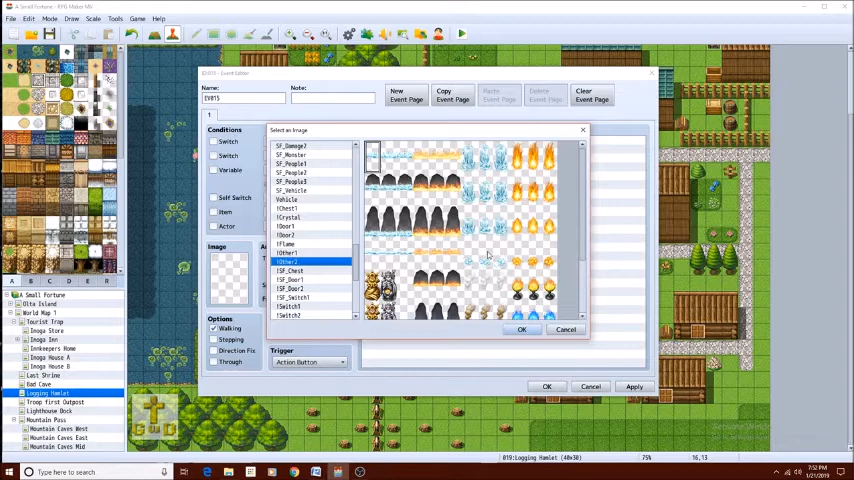 A Small Fortune - RPG Maker MV
File Edit Mode Draw Scale Tools Game Help
EV015 - Event Editor
Name:
Note:
EV015
New
Event Page
Copy
Event Page
Paste
Event Page
Delete
Event Page
Clear
Event Page
1
Conditions
Switch
Switch
Variable
Self Switch
Item
Actor
Image
Options
Walking
Stepping
Direction Fix
Through
Trigger
Action Button
Select an Image
SF_Damage2
SF_Monster
SF_People1
SF_People2
SF_People3
SF_Vehicle
Vehicle
!Chest1
!Crystal
!Door1
!Door2
!Flame
!Other1
!Other2
!SF_Chest
!SF_Door1
!SF_Door2
!SF_Switch1
!Switch1
!Switch2
OK
Cancel
OK
Cancel
Apply
A B C D E R
A Small Fortune
Olta Island
World Map 1
Tourist Trap
Inoga Store
Inoga Inn
Innkeepers Home
Inoga House A
Inoga House B
Last Shrine
Bad Cave
Logging Hamlet
Troop first Outpost
Lighthouse Dock
Mountain Pass
Mountain Caves West
Mountain Caves East
Mountain Caves Mid
019:Logging Hamlet (40x30)
75%
16,13
Type here to search
7:52 PM
1/21/2019